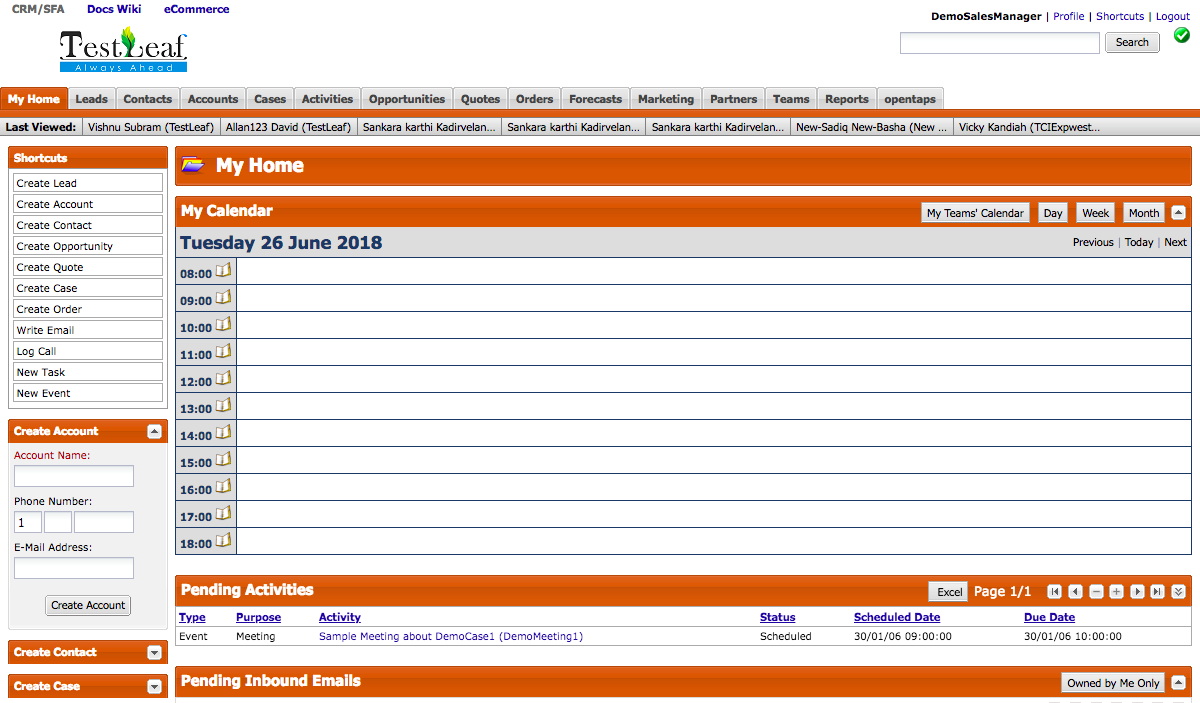 CRM/SFA Docs Wiki eCommerce
DemoSalesManager | Profile | Shortcuts | Logout
TestLeaf
Always Ahead
Search
My Home Leads Contacts Accounts Cases Activities Opportunities Quotes Orders Forecasts Marketing Partners Teams Reports opentaps
Last Viewed: Vishnu Subram (TestLeaf) Allan123 David (TestLeaf) Sankara karthi Kadirvelan... Sankara karthi Kadirvelan... Sankara karthi Kadirvelan... New-Sadiq New-Basha (New ... Vicky Kandiah (TCIExpwest...
Shortcuts
Create Lead
Create Account
Create Contact
Create Opportunity
Create Quote
Create Case
Create Order
Write Email
Log Call
New Task
New Event
Create Account
Account Name:
Phone Number:
1
E-Mail Address:
Create Account
Create Contact
Create Case
My Home
My Calendar My Teams' Calendar Day Week Month
Tuesday 26 June 2018 Previous | Today | Next
08:00
09:00
10:00
11:00
12:00
13:00
14:00
15:00
16:00
17:00
18:00
Pending Activities Excel Page 1/1
Type Purpose Activity Status Scheduled Date Due Date
Event Meeting Sample Meeting about DemoCase1 (DemoMeeting1) Scheduled 30/01/06 09:00:00 30/01/06 10:00:00
Pending Inbound Emails Owned by Me Only